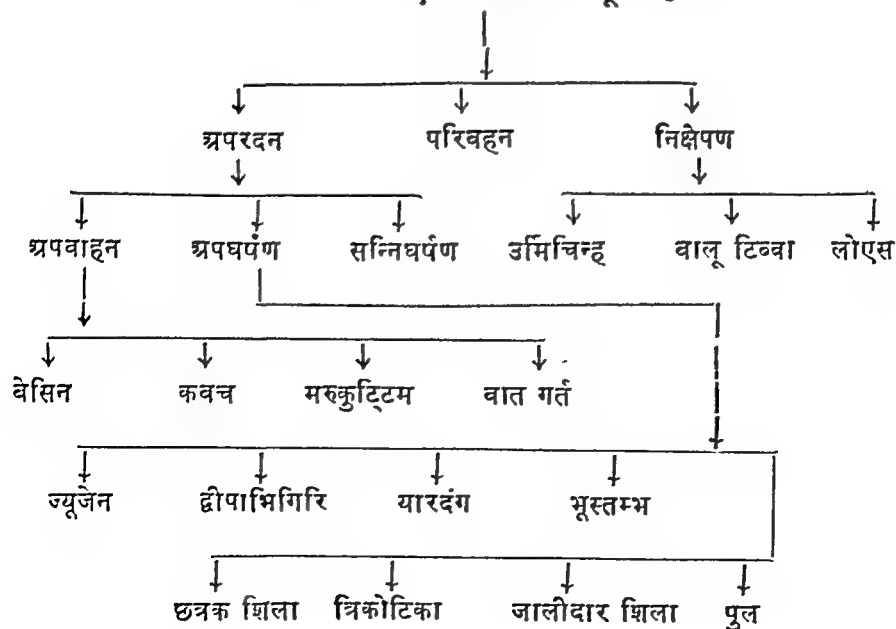 अपरदन परिवहन निक्षेपण
अपवाहन अपघर्षण सन्निघर्षण उर्मिचिन्ह बालू टिब्बा लोएस
बेसिन कवच मरुकुट्टिम वात गर्त
ज्यूजेन द्वीपाभिगिरि यारदंग भूस्तम्भ
छत्रक शिला त्रिकोटिका जालीदार शिला पुल